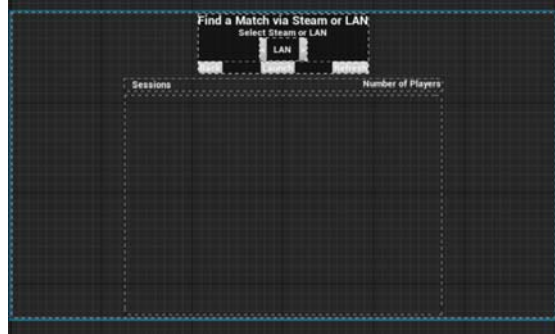 Find a Match via Steam or LAN
Select Steam or LAN
LAN
Sessions Number of Players